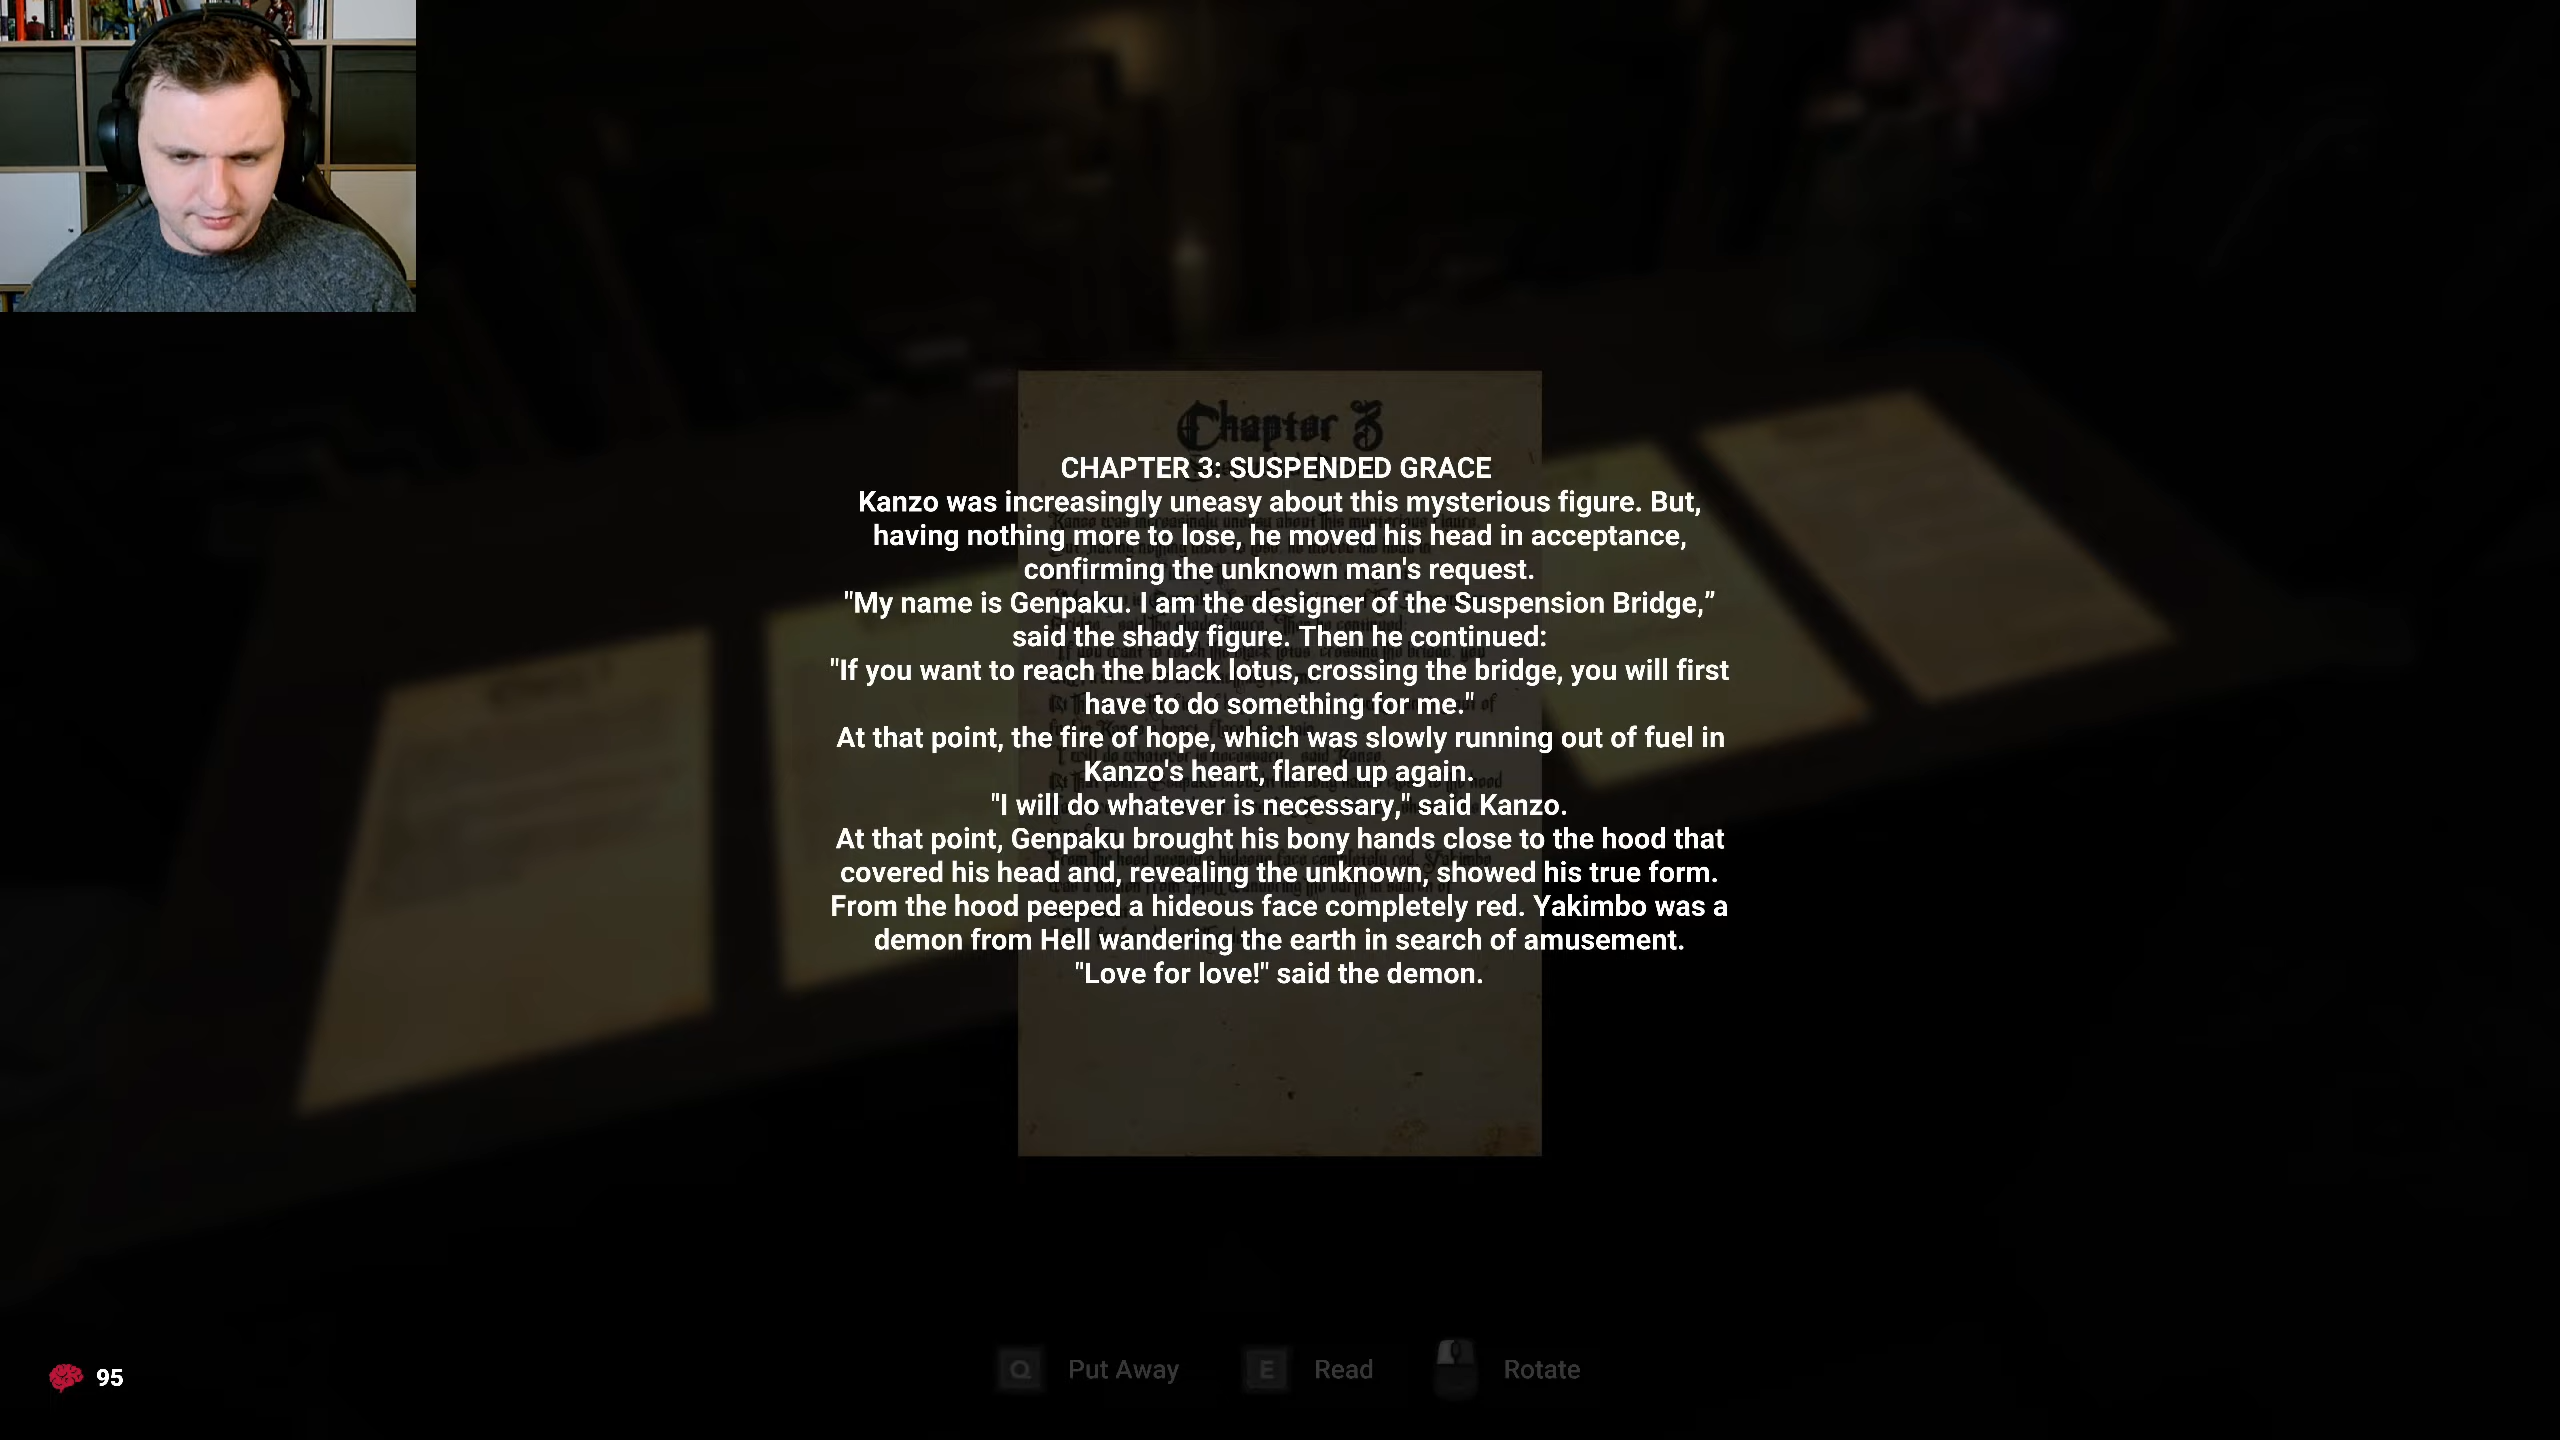 Chapter 3
CHAPTER 3: SUSPENDED GRACE
Kanzo was increasingly uneasy about this mysterious figure. But,
having nothing more to lose, he moved his head in acceptance,
confirming the unknown man's request.
"My name is Genpaku. I am the designer of the Suspension Bridge,”
said the shady figure. Then he continued:
"If you want to reach the black lotus, crossing the bridge, you will first
have to do something for me."
At that point, the fire of hope, which was slowly running out of fuel in
Kanzo's heart, flared up again.
"I will do whatever is necessary," said Kanzo.
At that point, Genpaku brought his bony hands close to the hood that
covered his head and, revealing the unknown, showed his true form.
From the hood peeped a hideous face completely red. Yakimbo was a
demon from Hell wandering the earth in search of amusement.
"Love for love!" said the demon.
95
Q Put Away E Read Rotate